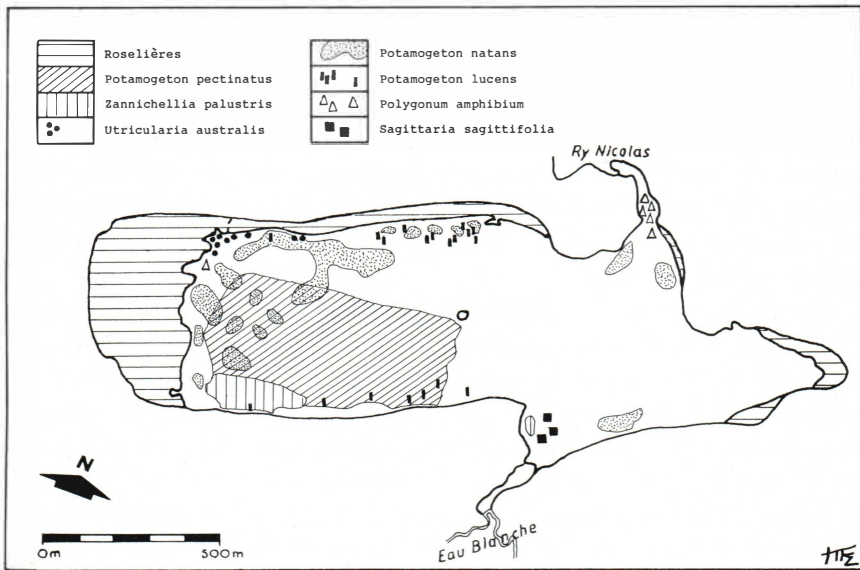 Roselières
Potamogeton pectinatus
Zannichellia palustris
Utricularia australis
Potamogeton natans
Potamogeton lucens
Polygonum amphibium
Sagittaria sagittifolia
Ry Nicolas
N
0m 500m
Eau Blanche